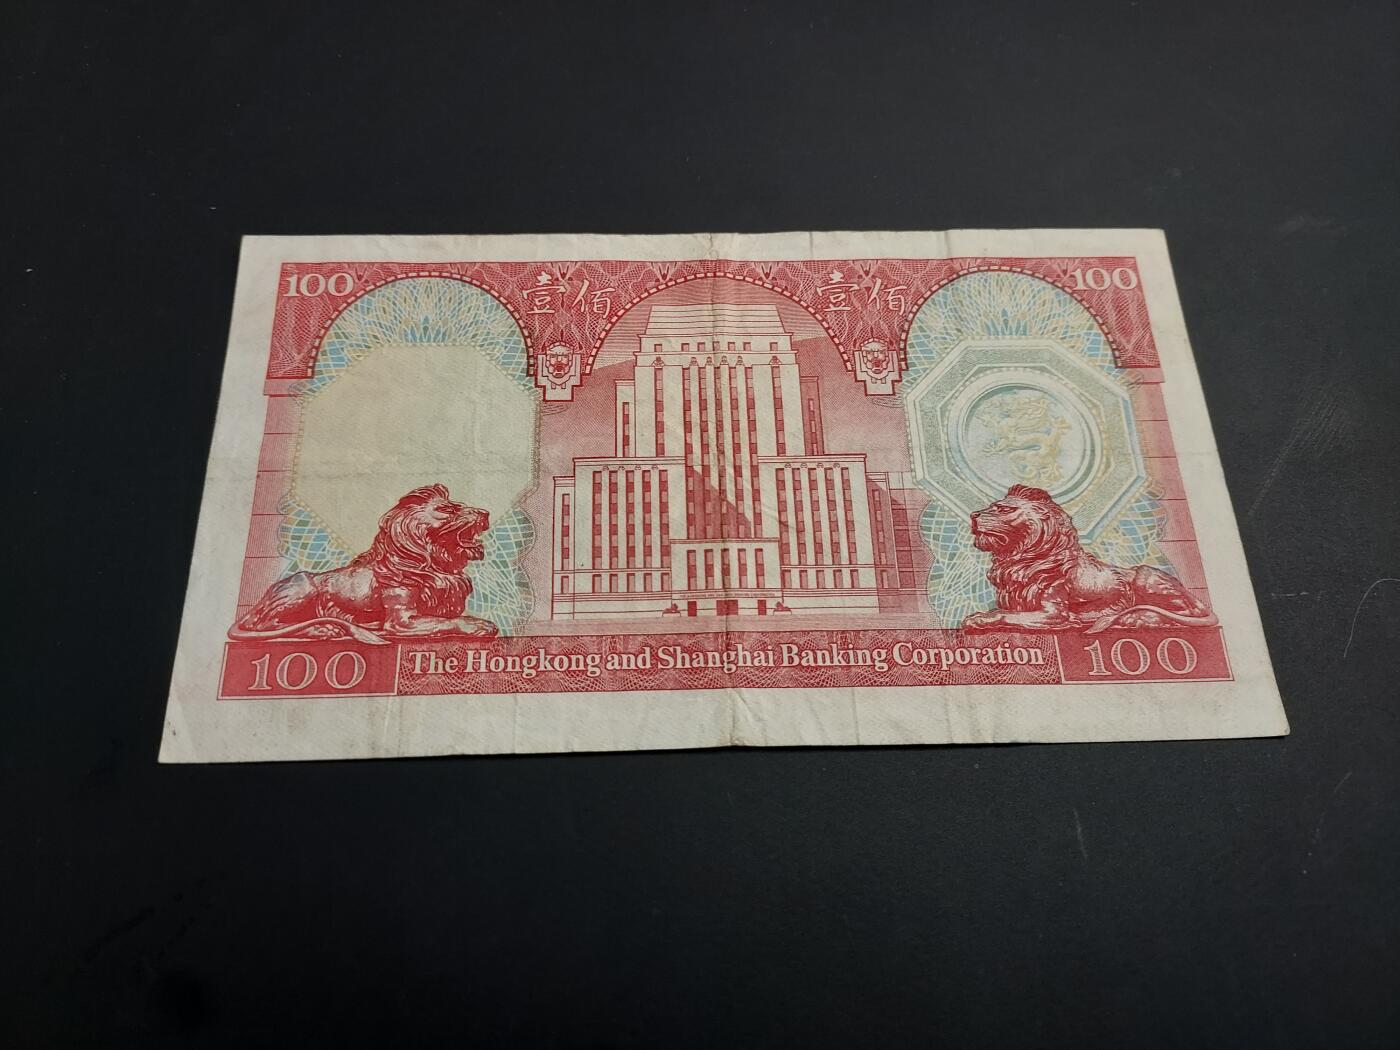 100 壹佰 壹佰 100
100 The Hongkong and Shanghai Banking Corporation 100